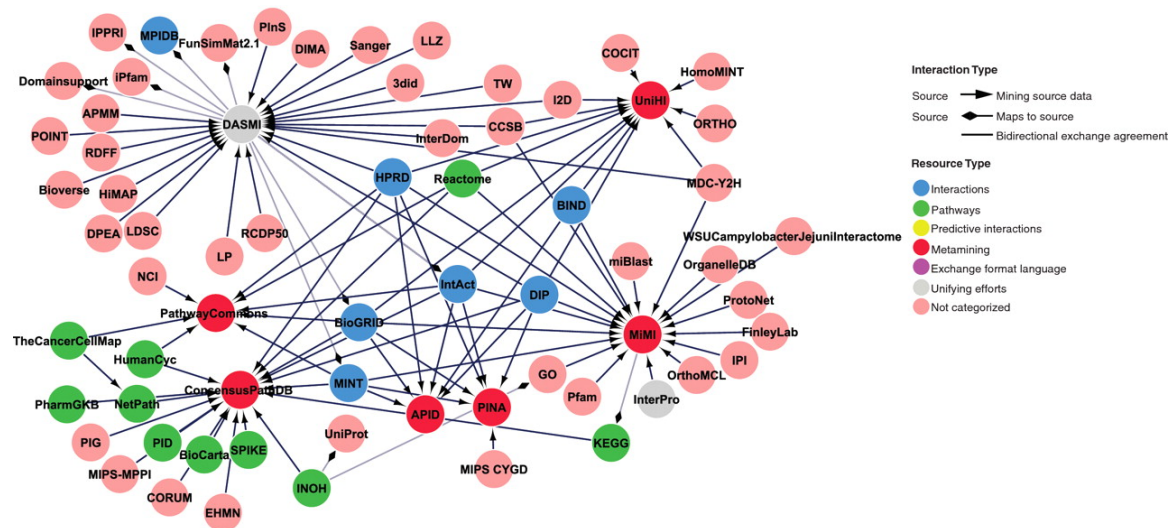 IPPRI
MPIDB
FunSimMat2.1
PInS
DIMA
Sanger
LLZ
COCIT
HomoMINT
Domainsupport
iPfam
3did
TW
I2D
UniHI
APMM
DASMI
CCSB
ORTHO
POINT
InterDom
RDFF
HPRD
Reactome
MDC-Y2H
Bioverse
HiMAP
BIND
DPEA
LDSC
RCDP50
WSUCampylobacterJejuniInteractome
LP
miBlast
OrganelleDB
NCI
IntAct
DIP
ProtoNet
PathwayCommons
BioGRID
MiMI
FinleyLab
TheCancerCellMap
HumanCyc
IPI
GO
OrthoMCL
ConsensusPathDB
MINT
Pfam
InterPro
PharmGKB
NetPath
APID
PINA
PIG
PID
BioCarta
SPIKE
UniProt
KEGG
MIPS-MPPI
MIPS CYGD
CORUM
INOH
EHMN
Interaction Type
Source Mining source data
Source Maps to source
Bidirectional exchange agreement
Resource Type
Interactions
Pathways
Predictive interactions
Metamining
Exchange format language
Unifying efforts
Not categorized